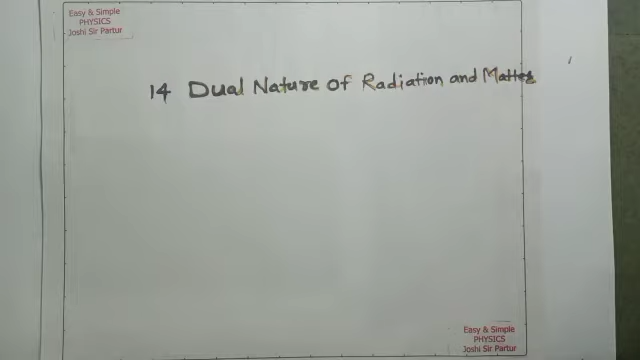 Easy & Simple
PHYSICS
Joshi Sir Partur
14 Dual Nature of Radiation and Matter
Easy & Simple
PHYSICS
Joshi Sir Partur